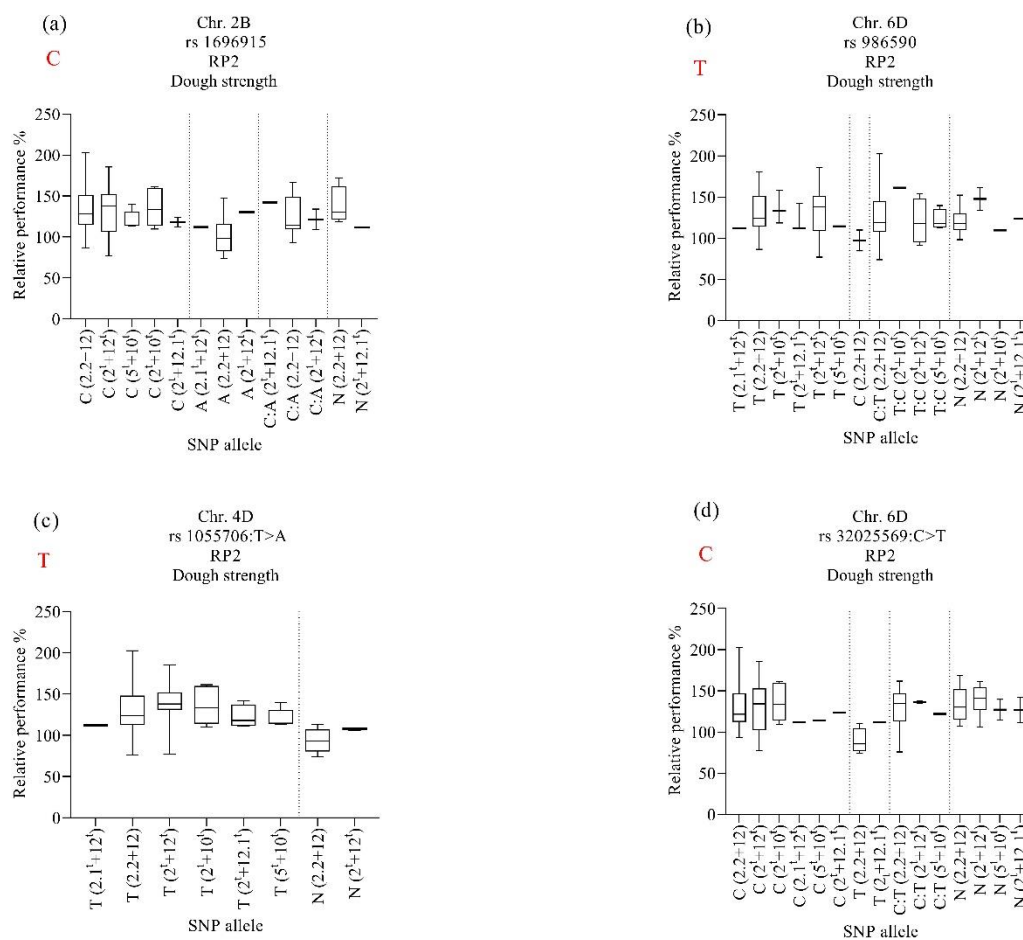 (a)
Chr. 2B
rs 1696915
C
RP2
Dough strength
Relative performance %
250
200
150
100
50
0
C (2.2−12)
C (2ᵗ+12ᵗ)
C (5ᵗ+10ᵗ)
C (2ᵗ+10ᵗ)
C (2ᵗ+12.1ᵗ)
A (2.1ᵗ+12ᵗ)
A (2.2+12)
A (2ᵗ+12ᵗ)
C:A (2ᵗ+12.1ᵗ)
C:A (2.2−12)
C:A (2ᵗ+12ᵗ)
N (2.2+12)
N (2ᵗ+12.1ᵗ)
SNP allele
(b)
Chr. 6D
rs 986590
T
RP2
Dough strength
Relative performance %
250
200
150
100
50
0
T (2.1ᵗ+12ᵗ)
T (2.2+12)
T (2ᵗ+10ᵗ)
T (2ᵗ+12.1ᵗ)
T (2ᵗ+12ᵗ)
T (5ᵗ+10ᵗ)
C (2.2+12)
C:T (2.2+12)
T:C (2ᵗ+10ᵗ)
T:C (2ᵗ+12ᵗ)
T:C (5ᵗ+10ᵗ)
N (2.2−12)
N (2ᵗ+12ᵗ)
N (2ᵗ+10ᵗ)
N (2ᵗ+12.1ᵗ)
SNP allele
(c)
Chr. 4D
rs 1055706:T>A
T
RP2
Dough strength
Relative performance %
250
200
150
100
50
0
T (2.1ᵗ+12ᵗ)
T (2.2+12)
T (2ᵗ+12ᵗ)
T (2ᵗ+10ᵗ)
T (2ᵗ+12.1ᵗ)
T (5ᵗ+10ᵗ)
N (2.2+12)
N (2ᵗ+12ᵗ)
SNP allele
(d)
Chr. 6D
rs 32025569:C>T
C
RP2
Dough strength
Relative performance %
250
200
150
100
50
0
C (2.2+12)
C (2ᵗ+12ᵗ)
C (2ᵗ+10ᵗ)
C (2.1ᵗ+12ᵗ)
C (5ᵗ+10ᵗ)
C (2ᵗ+12.1ᵗ)
T (2.2+12)
T (2ᵗ+12.1ᵗ)
C:T (2.2+12)
C:T (2ᵗ+12ᵗ)
C:T (5ᵗ+10ᵗ)
N (2.2+12)
N (2ᵗ+12ᵗ)
N (5ᵗ+10ᵗ)
N (2ᵗ+12.1ᵗ)
SNP allele